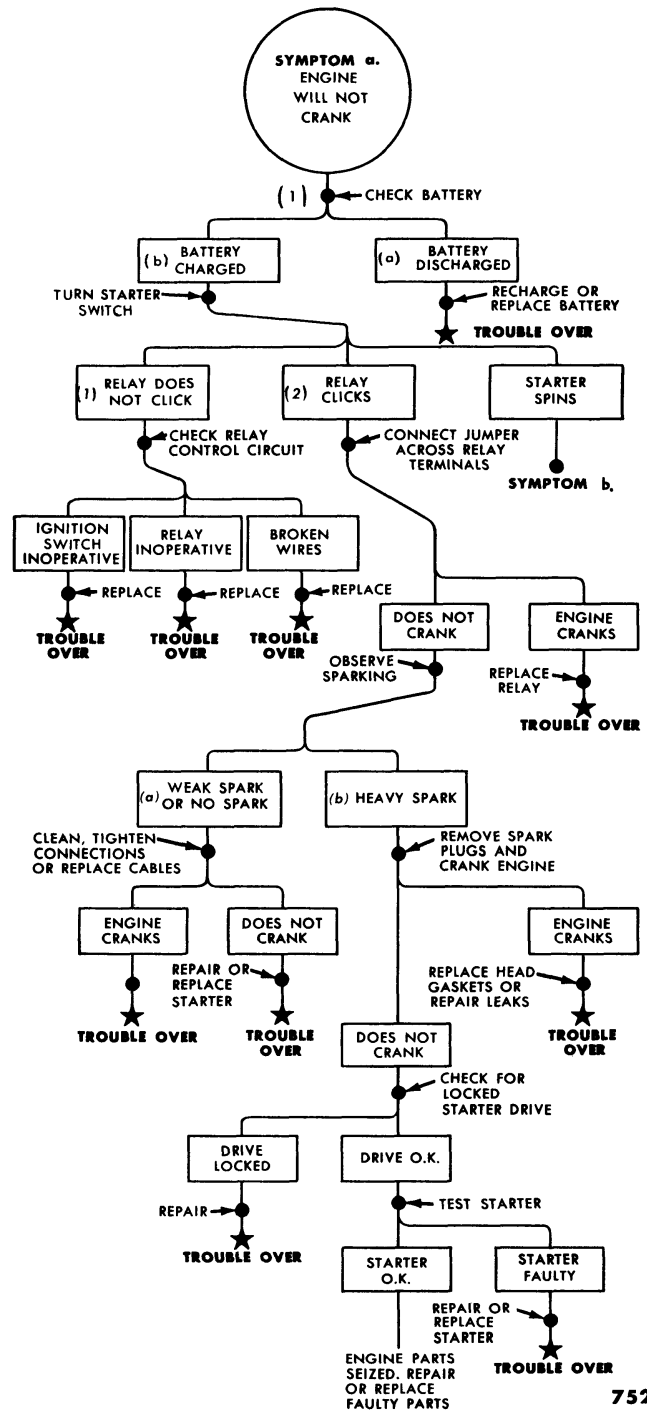 SYMPTOM a.
ENGINE
WILL NOT
CRANK
(1)
CHECK BATTERY
(b) BATTERY
CHARGED
(a) BATTERY
DISCHARGED
TURN STARTER
SWITCH
RECHARGE OR
REPLACE BATTERY
TROUBLE OVER
(1) RELAY DOES
NOT CLICK
(2) RELAY
CLICKS
STARTER
SPINS
CHECK RELAY
CONTROL CIRCUIT
CONNECT JUMPER
ACROSS RELAY
TERMINALS
SYMPTOM b.
IGNITION
SWITCH
INOPERATIVE
RELAY
INOPERATIVE
BROKEN
WIRES
REPLACE
REPLACE
REPLACE
TROUBLE
OVER
TROUBLE
OVER
TROUBLE
OVER
DOES NOT
CRANK
ENGINE
CRANKS
OBSERVE
SPARKING
REPLACE
RELAY
TROUBLE OVER
(a) WEAK SPARK
OR NO SPARK
(b) HEAVY SPARK
CLEAN, TIGHTEN
CONNECTIONS
OR REPLACE CABLES
REMOVE SPARK
PLUGS AND
CRANK ENGINE
ENGINE
CRANKS
DOES NOT
CRANK
ENGINE
CRANKS
REPAIR OR
REPLACE
STARTER
REPLACE HEAD
GASKETS OR
REPAIR LEAKS
TROUBLE OVER
TROUBLE
OVER
TROUBLE
OVER
DOES NOT
CRANK
CHECK FOR
LOCKED
STARTER DRIVE
DRIVE
LOCKED
DRIVE O.K.
REPAIR
TEST STARTER
TROUBLE OVER
STARTER
O.K.
STARTER
FAULTY
REPAIR OR
REPLACE
STARTER
ENGINE PARTS
SEIZED. REPAIR
OR REPLACE
FAULTY PARTS
TROUBLE OVER
752